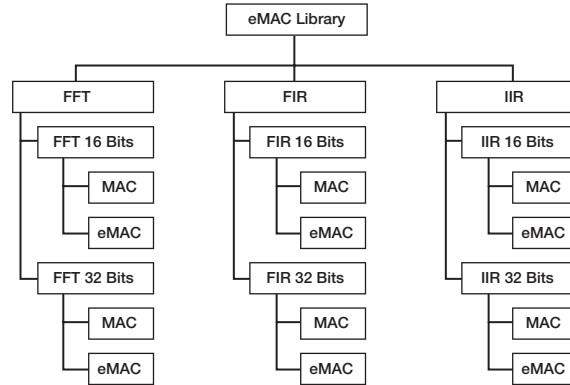 eMAC Library
FFT
FFT 16 Bits
MAC
eMAC
FFT 32 Bits
MAC
eMAC
FIR
FIR 16 Bits
MAC
eMAC
FIR 32 Bits
MAC
eMAC
IIR
IIR 16 Bits
MAC
eMAC
IIR 32 Bits
MAC
eMAC